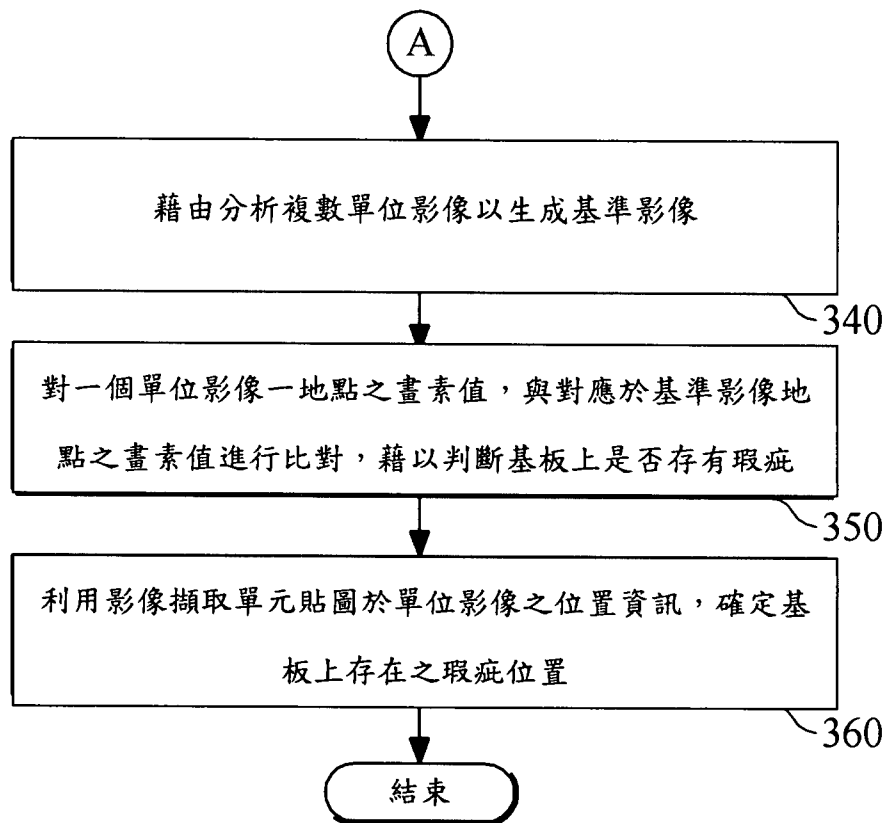 A
藉由分析複數單位影像以生成基準影像
340
對一個單位影像一地點之畫素值，與對應於基準影像地
點之畫素值進行比對，藉以判斷基板上是否存有瑕疵
350
利用影像擷取單元貼圖於單位影像之位置資訊，確定基
板上存在之瑕疵位置
360
結束